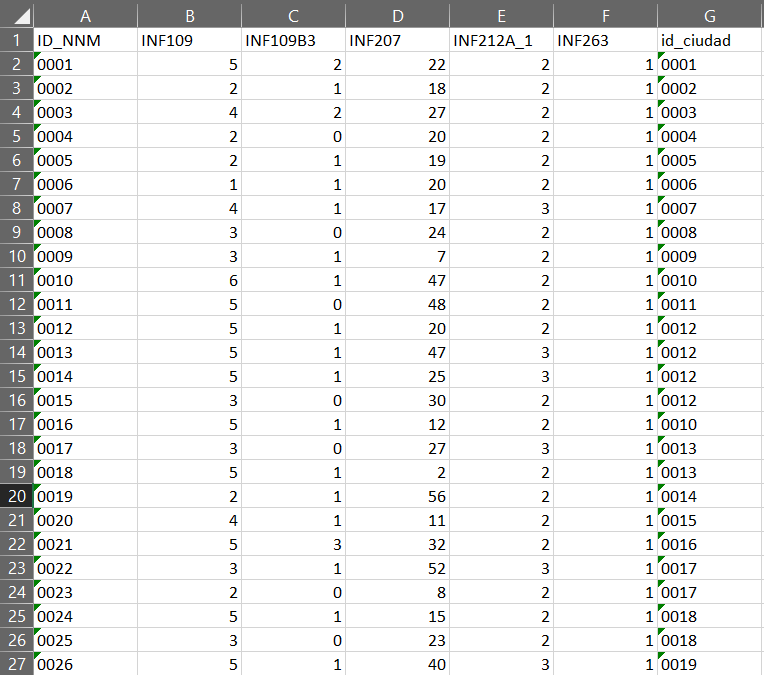 A B C D E F G
1 ID_NNM INF109 INF109B3 INF207 INF212A_1 INF263 id_ciudad
2 0001 5 2 22 2 1 0001
3 0002 2 1 18 2 1 0002
4 0003 4 2 27 2 1 0003
5 0004 2 0 20 2 1 0004
6 0005 2 1 19 2 1 0005
7 0006 1 1 20 2 1 0006
8 0007 4 1 17 3 1 0007
9 0008 3 0 24 2 1 0008
10 0009 3 1 7 2 1 0009
11 0010 6 1 47 2 1 0010
12 0011 5 0 48 2 1 0011
13 0012 5 1 20 2 1 0012
14 0013 5 1 47 3 1 0012
15 0014 5 1 25 3 1 0012
16 0015 3 0 30 2 1 0012
17 0016 5 1 12 2 1 0010
18 0017 3 0 27 3 1 0013
19 0018 5 1 2 2 1 0013
20 0019 2 1 56 2 1 0014
21 0020 4 1 11 2 1 0015
22 0021 5 3 32 2 1 0016
23 0022 3 1 52 3 1 0017
24 0023 2 0 8 2 1 0017
25 0024 5 1 15 2 1 0018
26 0025 3 0 23 2 1 0018
27 0026 5 1 40 3 1 0019